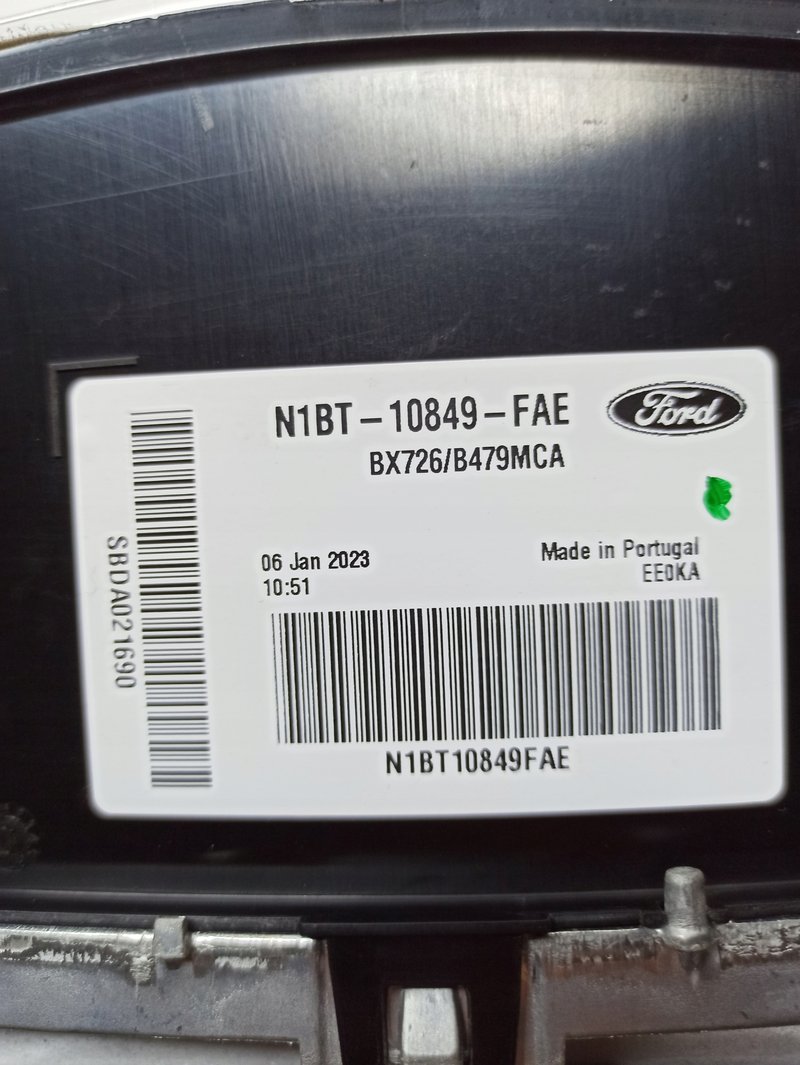 N1BT-10849-FAE
Ford
BX726/B479MCA
06 Jan 2023
10:51
Made in Portugal
EE0KA
SBDA021690
N1BT10849FAE